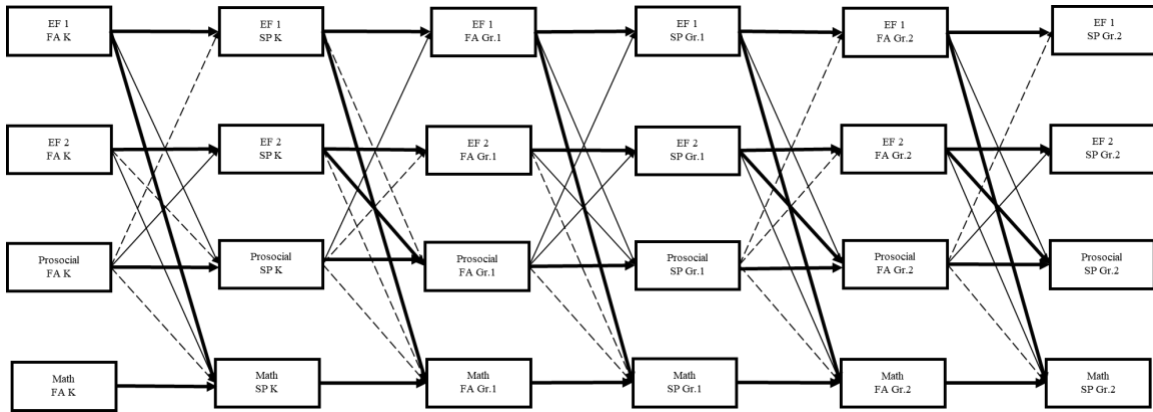 EF 1
FA K
EF 1
SP K
EF 1
FA Gr.1
EF 1
SP Gr.1
EF 1
FA Gr.2
EF 1
SP Gr.2
EF 2
FA K
EF 2
SP K
EF 2
FA Gr.1
EF 2
SP Gr.1
EF 2
FA Gr.2
EF 2
SP Gr.2
Prosocial
FA K
Prosocial
SP K
Prosocial
FA Gr.1
Prosocial
SP Gr.1
Prosocial
FA Gr.2
Prosocial
SP Gr.2
Math
FA K
Math
SP K
Math
FA Gr.1
Math
SP Gr.1
Math
FA Gr.2
Math
SP Gr.2